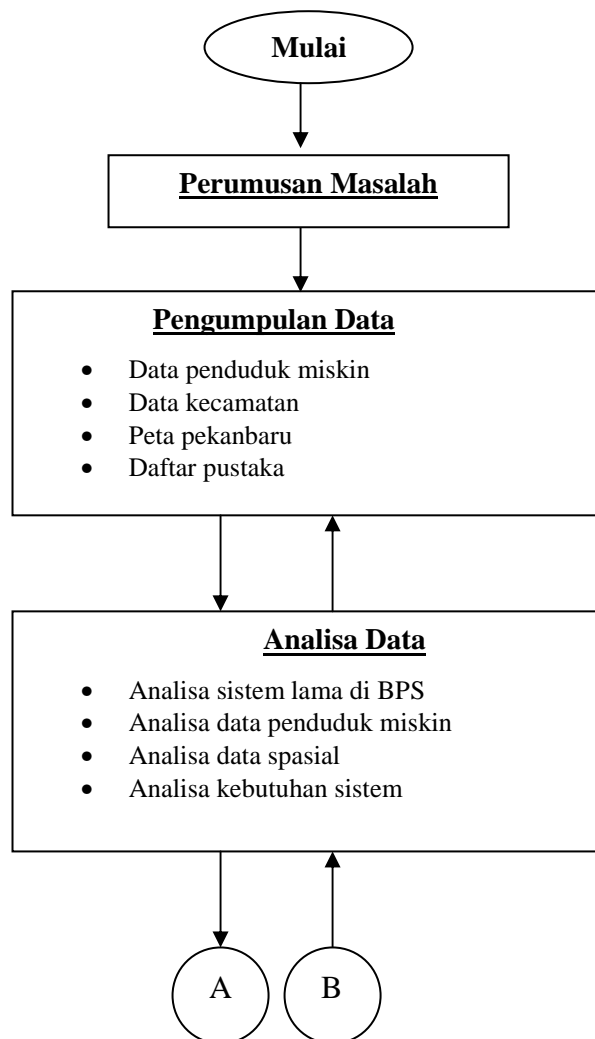 Mulai
Perumusan Masalah
Pengumpulan Data
• Data penduduk miskin
• Data kecamatan
• Peta pekanbaru
• Daftar pustaka
Analisa Data
• Analisa sistem lama di BPS
• Analisa data penduduk miskin
• Analisa data spasial
• Analisa kebutuhan sistem
A B